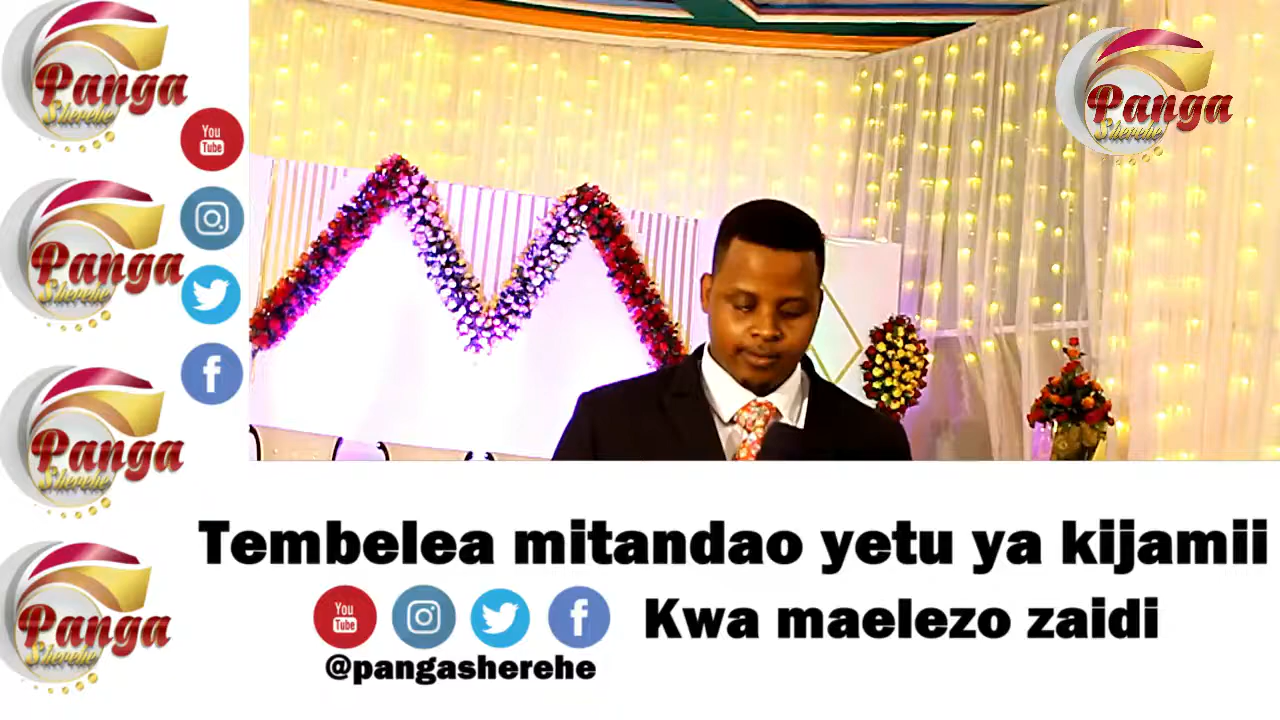 Panga
Sherehe
You
Tube
Panga
Sherehe
Panga
Sherehe
Panga
Sherehe
Panga
Sherehe
Tembelea mitandao yetu ya kijamii
You
Tube
Kwa maelezo zaidi
@pangasherehe